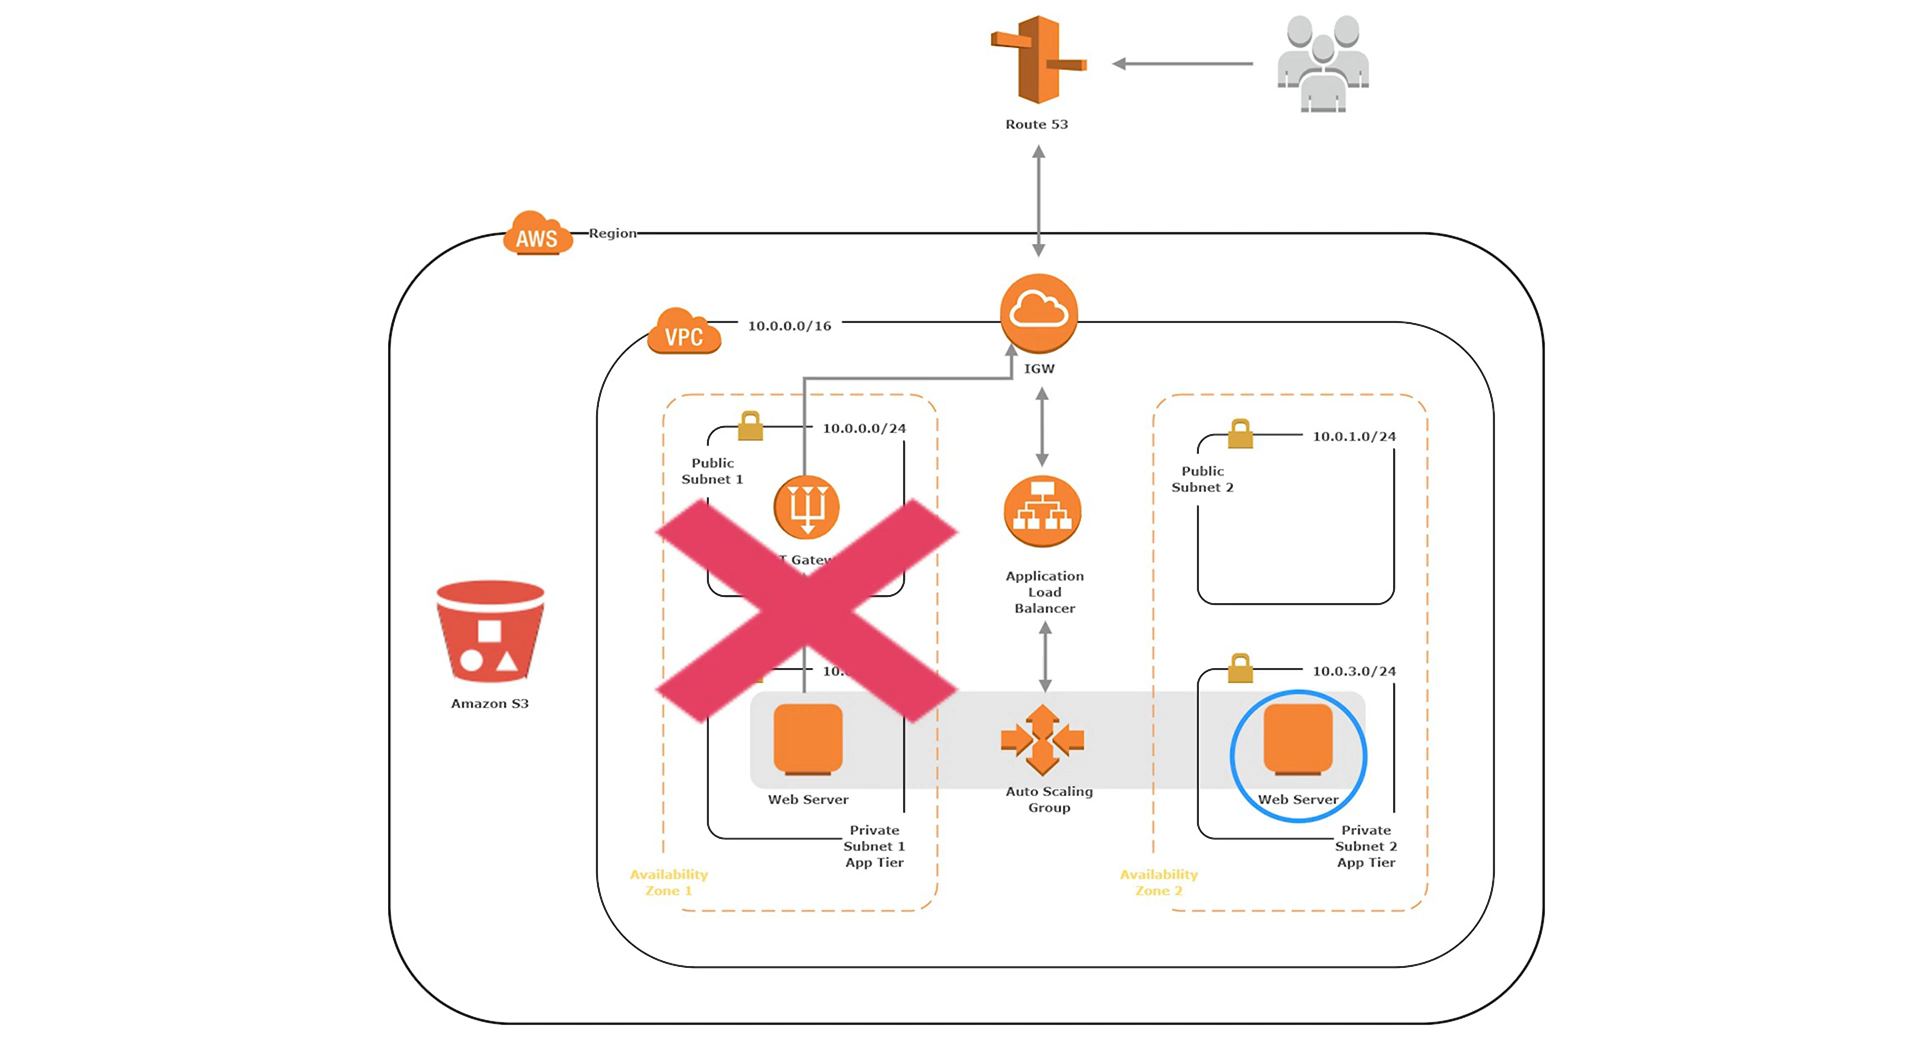 Route 53
AWS
Region
VPC
10.0.0.0/16
IGW
10.0.0.0/24
Public
Subnet 1
10.0.1.0/24
Public
Subnet 2
Application
Load
Balancer
10.0.3.0/24
Amazon S3
Web Server
Auto Scaling
Group
Web Server
Private
Subnet 1
App Tier
Private
Subnet 2
App Tier
Availability
Zone 1
Availability
Zone 2